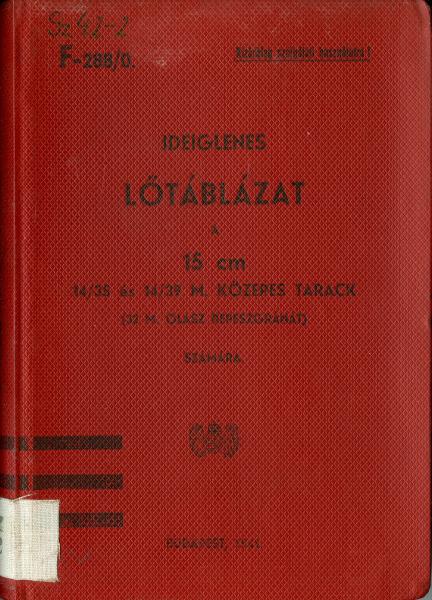 Sz 42-2
F-288/0.
Kizárólag szolgálati használatra!
IDEIGLENES
LŐTÁBLÁZAT
A
15 cm
14/35 és 14/39 M. KÖZEPES TARACK
(32 M. OLASZ REPESZGRÁNÁT)
SZÁMÁRA.
BUDAPEST, 1941.